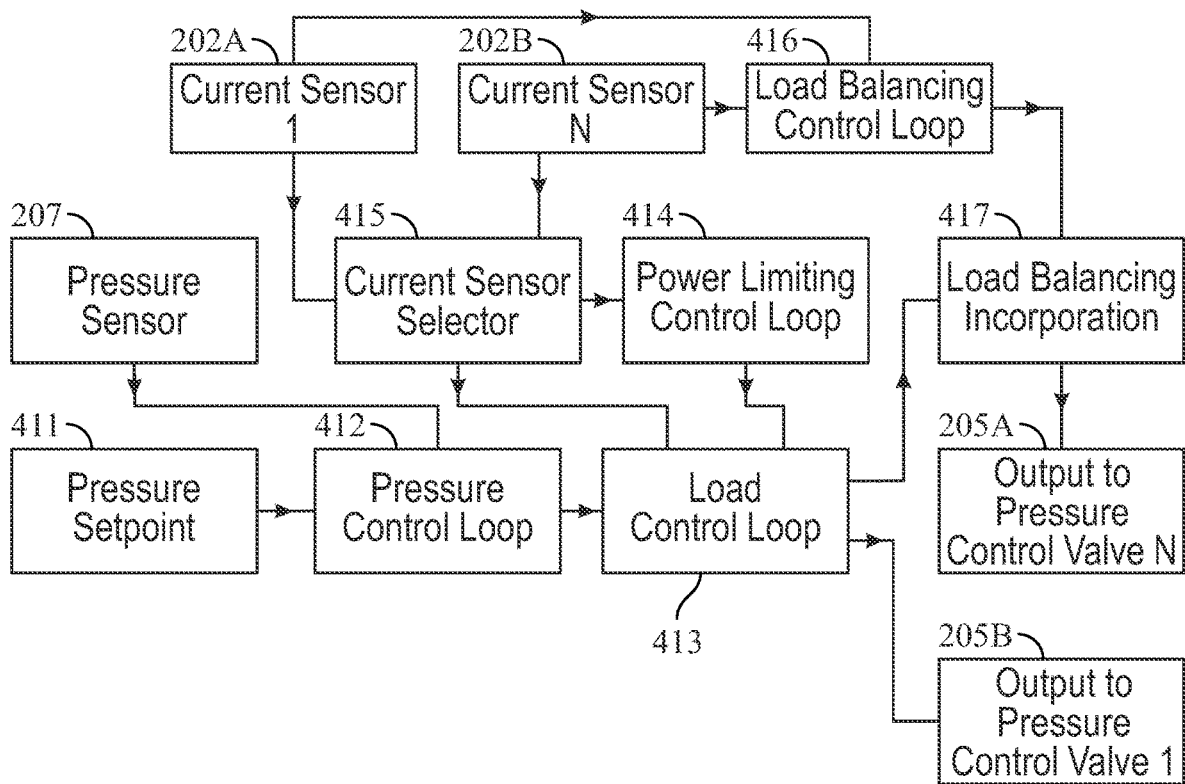 202A
Current Sensor
1
202B
Current Sensor
N
416
Load Balancing
Control Loop
207
Pressure
Sensor
415
Current Sensor
Selector
414
Power Limiting
Control Loop
417
Load Balancing
Incorporation
411
Pressure
Setpoint
412
Pressure
Control Loop
Load
Control Loop
413
205A
Output to
Pressure
Control Valve N
205B
Output to
Pressure
Control Valve 1